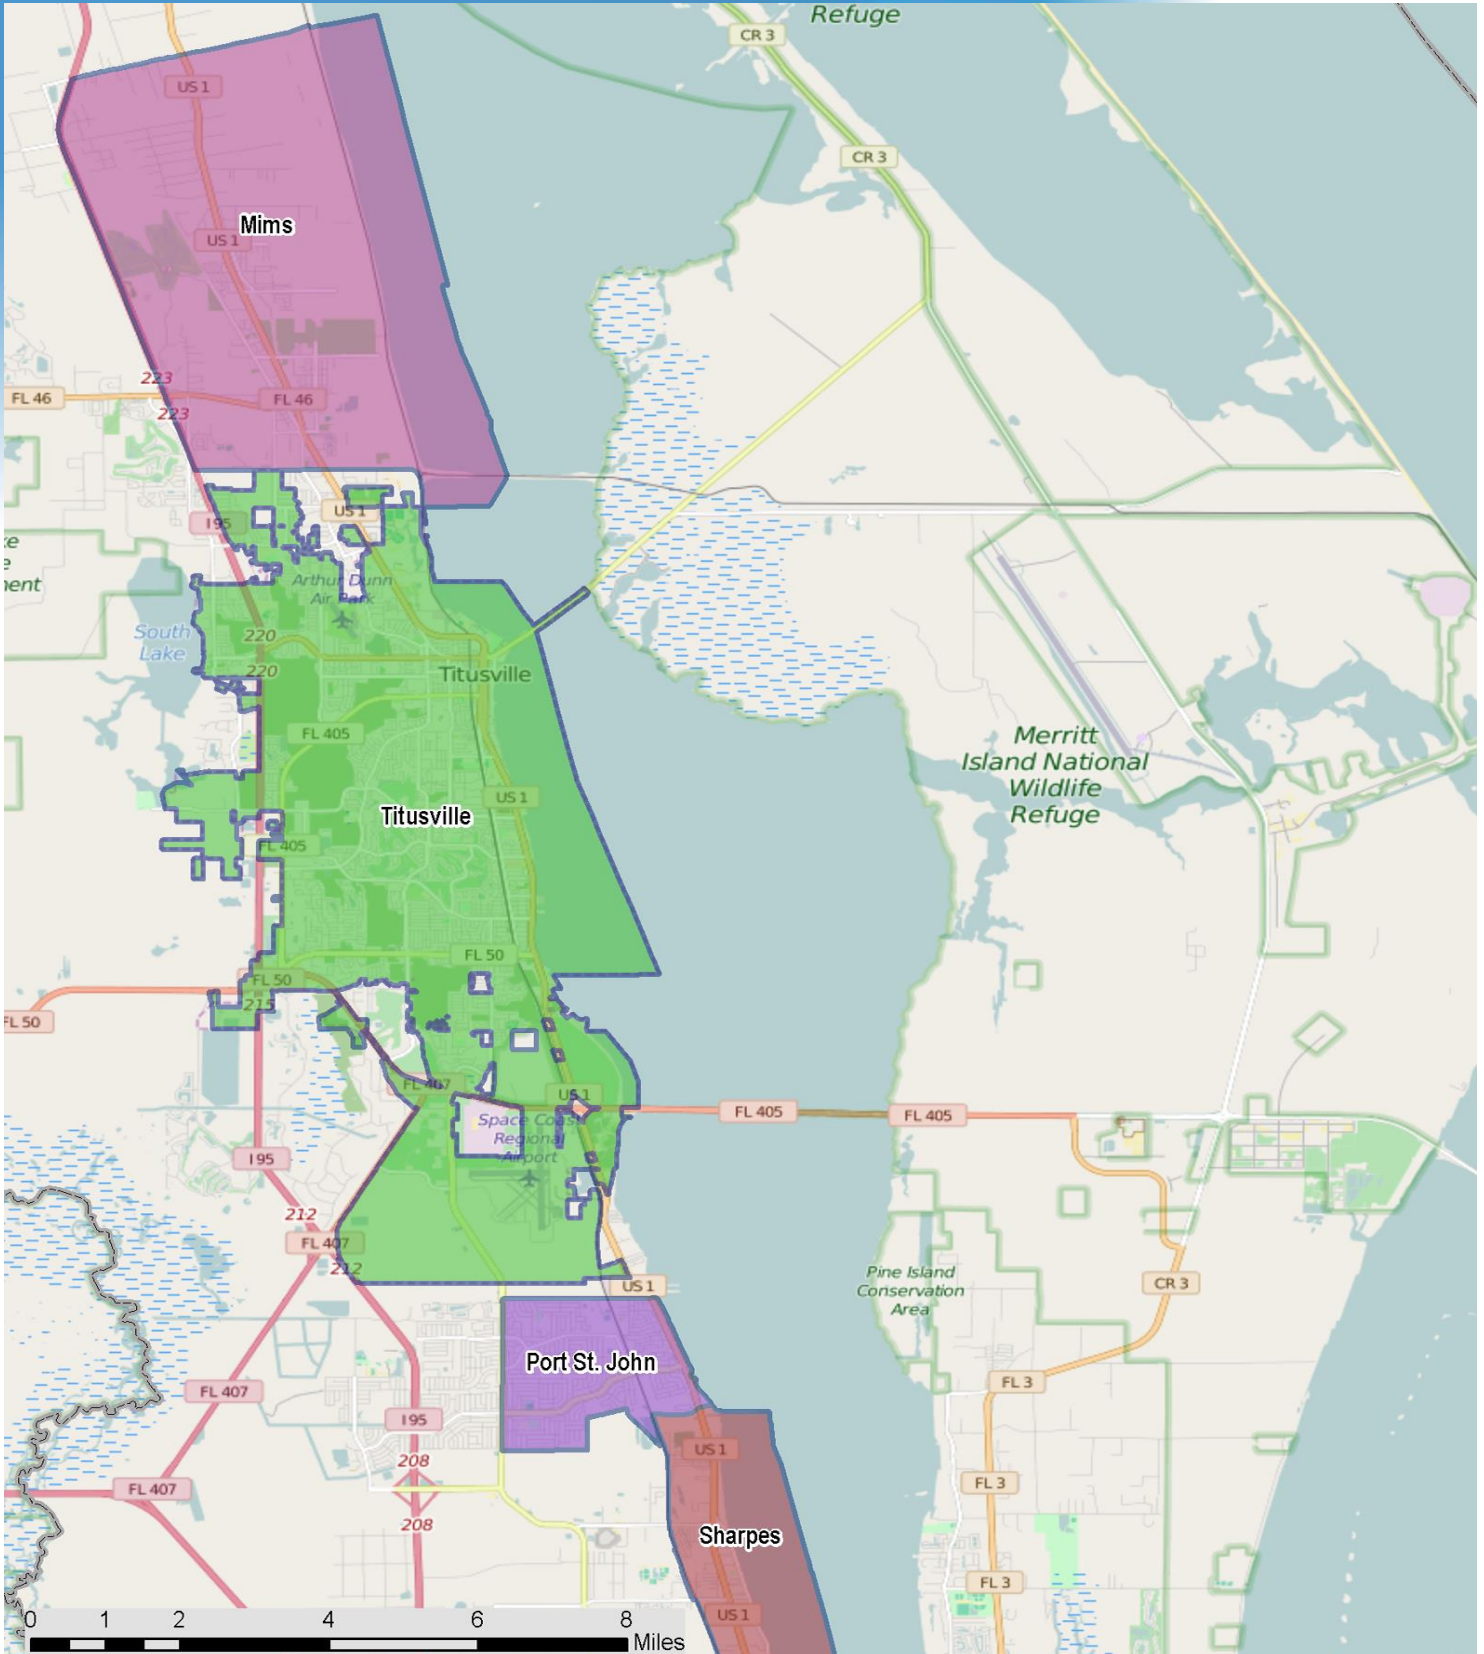 Refuge
CR 3
US 1
CR 3
Mims
US 1
223
FL 46
FL 46
223
US 1
I 95
ke
e
ment
Arthur Dunn
Air Park
South
Lake
220
220
Titusville
FL 405
Merritt
Island National
Wildlife
Refuge
US 1
Titusville
FL 405
FL 50
FL 50
215
FL 50
FL 407
US 1
FL 405
FL 405
Space Coast
Regional
Airport
I 95
212
FL 407
212
US 1
Pine Island
Conservation
Area
CR 3
Port St. John
FL 3
FL 407
I 95
US 1
208
FL 407
FL 3
208
Sharpes
FL 3
US 1
0 1 2 4 6 8
Miles